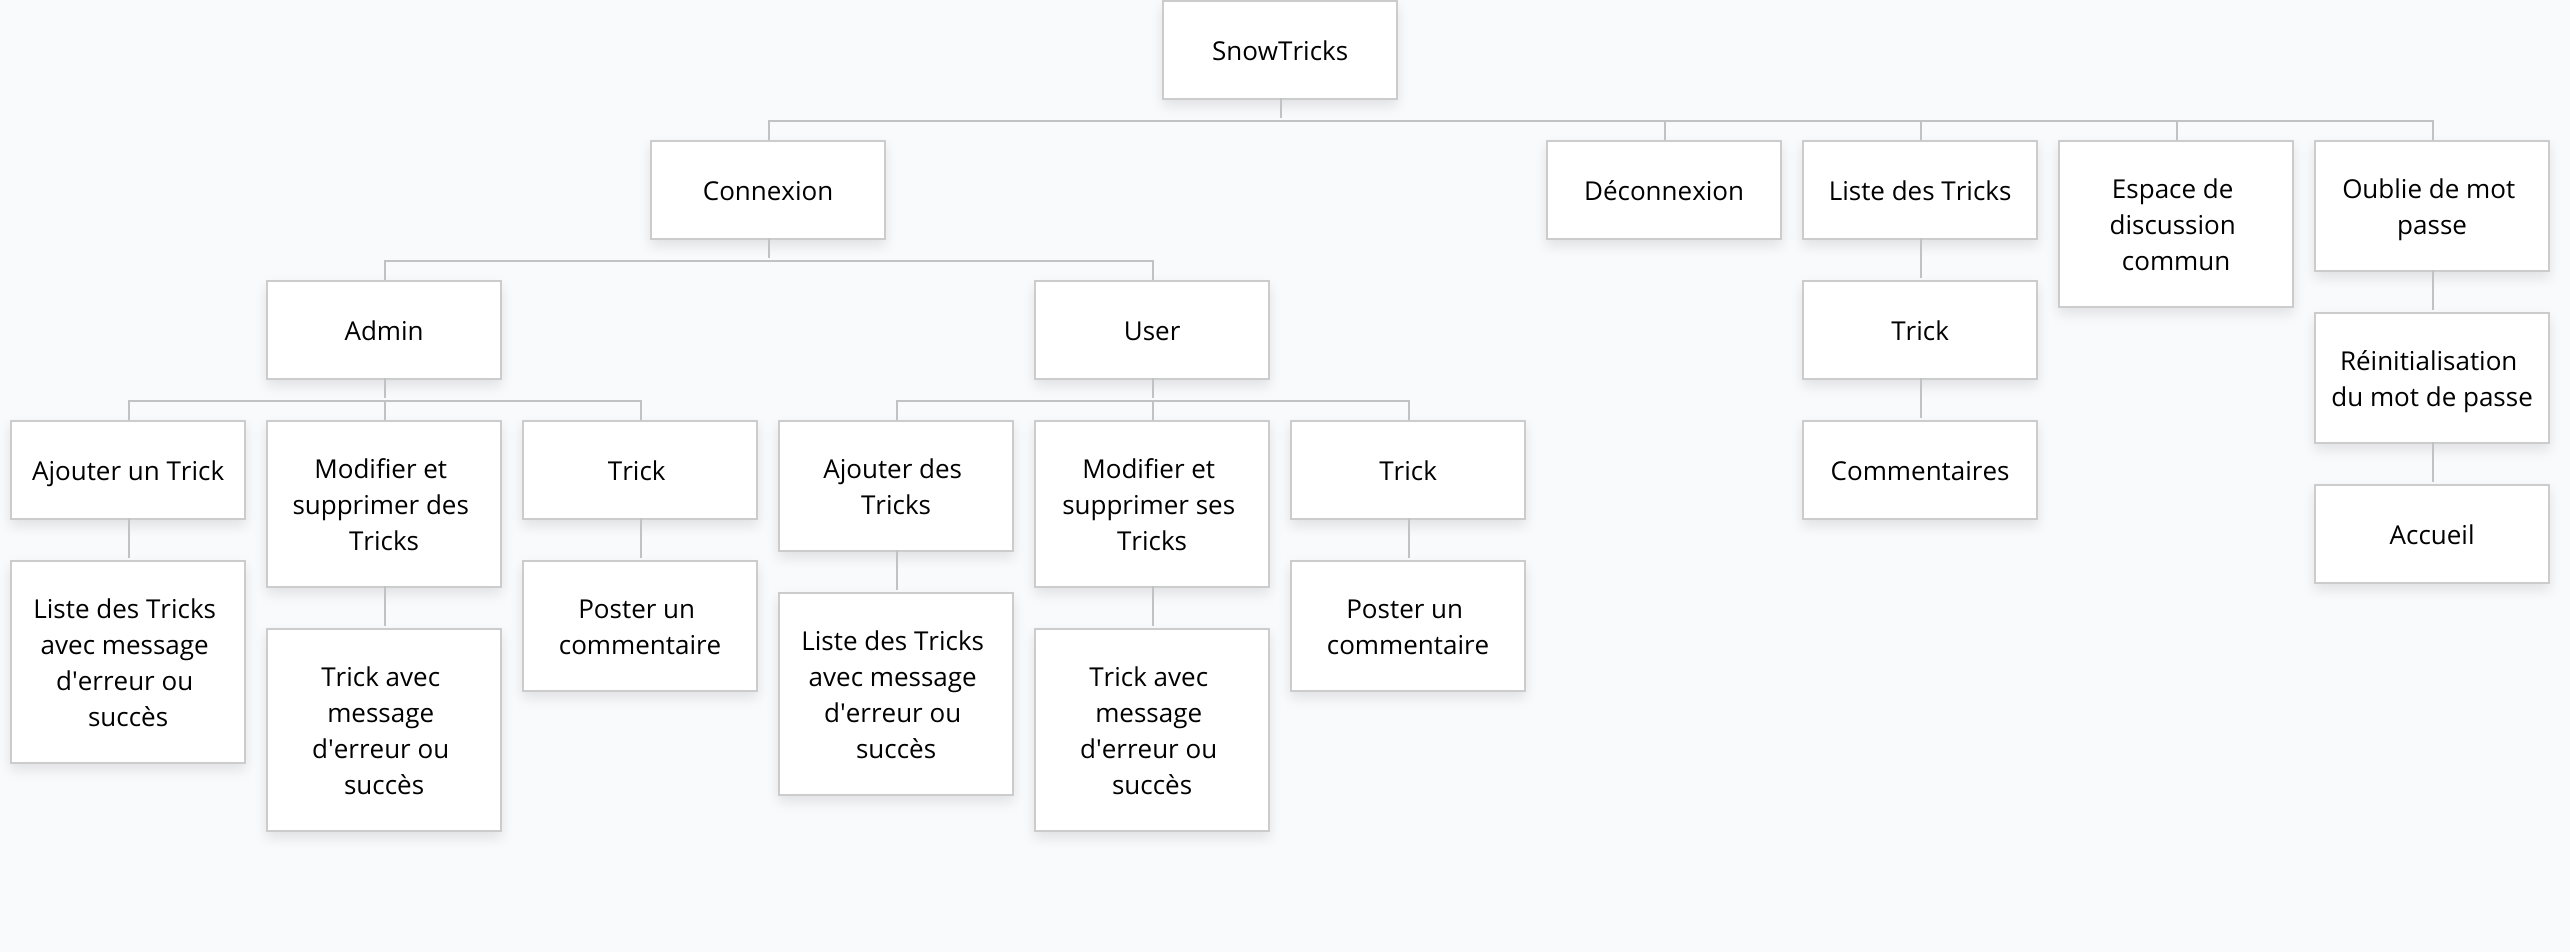 SnowTricks
Connexion
Déconnexion
Liste des Tricks
Espace de
discussion
commun
Oublie de mot
passe
Admin
User
Trick
Réinitialisation
du mot de passe
Ajouter un Trick
Modifier et
supprimer des
Tricks
Trick
Ajouter des
Tricks
Modifier et
supprimer ses
Tricks
Trick
Commentaires
Accueil
Liste des Tricks
avec message
d'erreur ou
succès
Trick avec
message
d'erreur ou
succès
Poster un
commentaire
Liste des Tricks
avec message
d'erreur ou
succès
Trick avec
message
d'erreur ou
succès
Poster un
commentaire